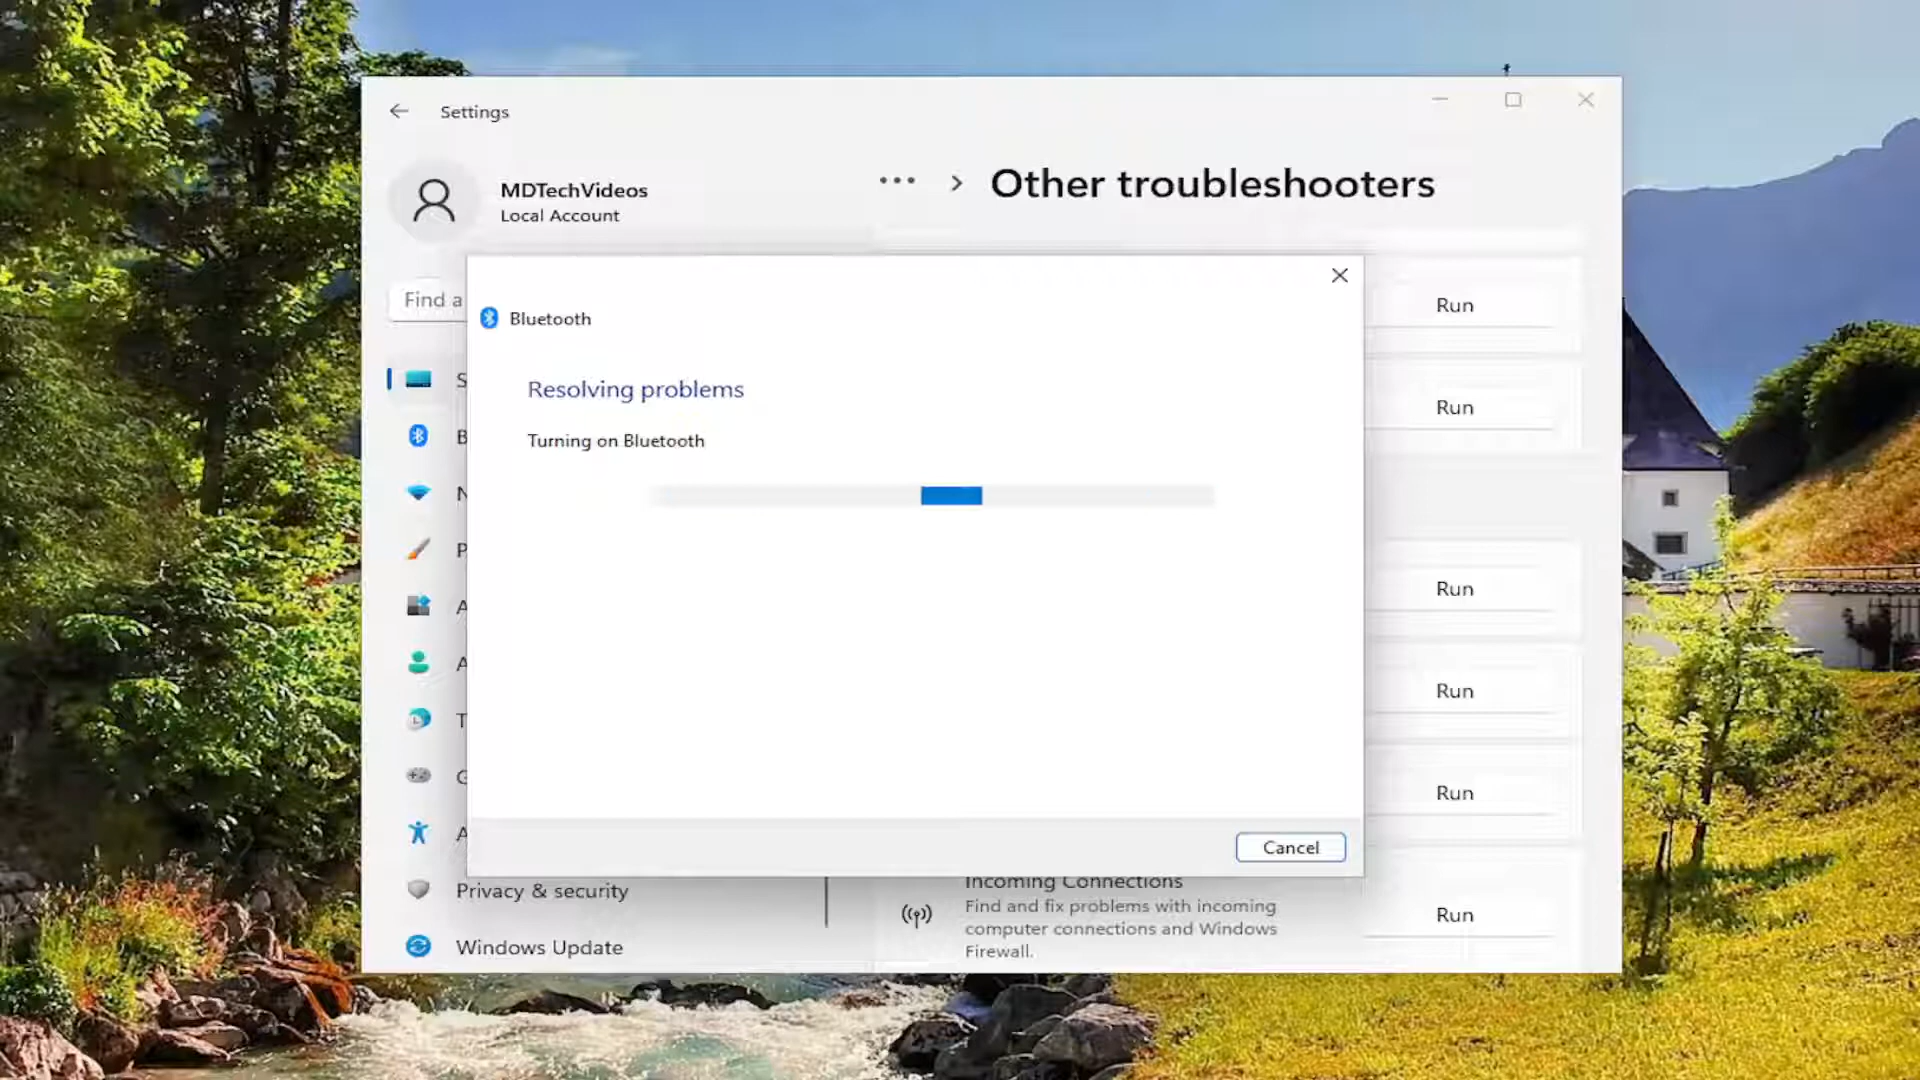 Settings
MDTechVideos
Local Account
... > Other troubleshooters
Find a
Run
Bluetooth
Resolving problems
Turning on Bluetooth
S
Run
B
N
P
Run
A
A
Run
T
G
Run
A
Cancel
Privacy & security
Windows Update
Incoming Connections
Find and fix problems with incoming
computer connections and Windows
Firewall.
Run